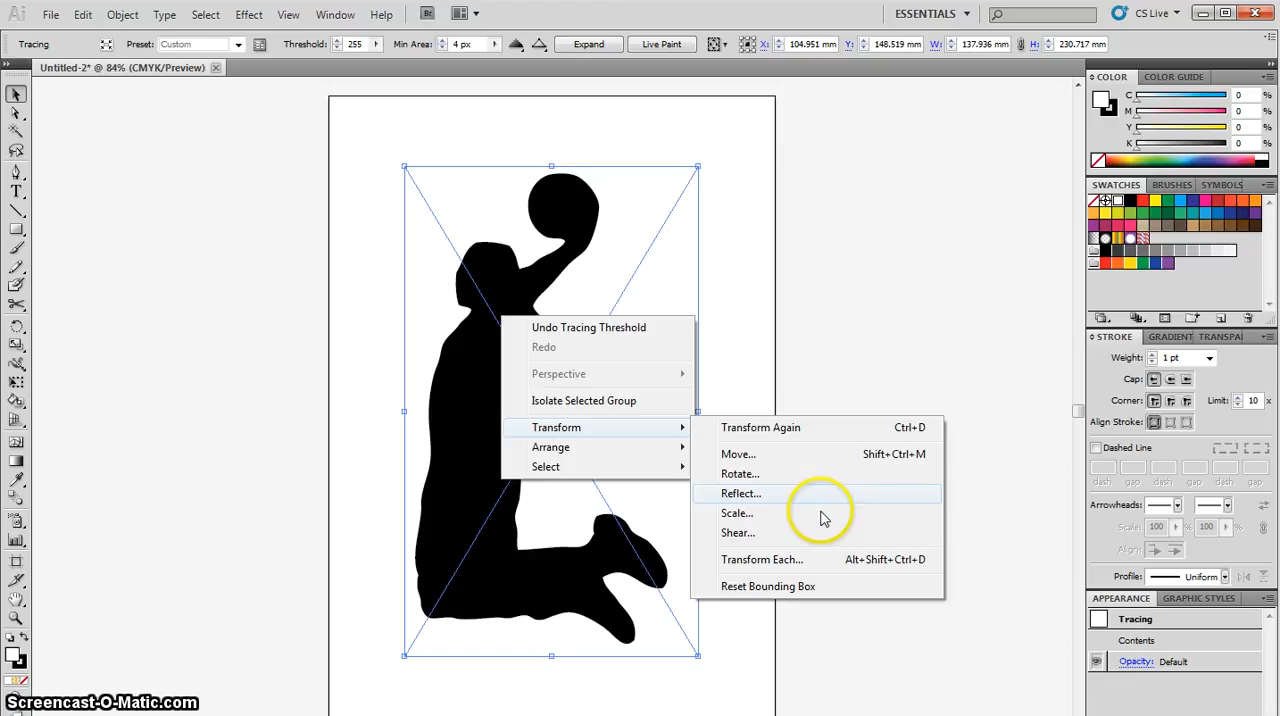 Ai File Edit Object Type Select Effect View Window Help Br ESSENTIALS CS Live
Tracing Preset: Custom Threshold: 255 Min Area: 4 px Expand Live Paint X: 104.951 mm Y: 148.519 mm W: 137.936 mm H: 230.717 mm
Untitled-2* @ 84% (CMYK/Preview)
COLOR COLOR GUIDE
C 0 %
M 0 %
Y 0 %
K 0 %
SWATCHES BRUSHES SYMBOLS
Undo Tracing Threshold
Redo
Perspective
Isolate Selected Group
Transform
Arrange
Select
Transform Again Ctrl+D
Move... Shift+Ctrl+M
Rotate...
Reflect...
Scale...
Shear...
Transform Each... Alt+Shift+Ctrl+D
Reset Bounding Box
STROKE GRADIENT TRANSPA
Weight: 1 pt
Cap:
Corner: Limit: 10 x
Align Stroke:
Dashed Line
dash gap dash gap dash gap
Arrowheads:
Scale: 100 % 100 %
Align:
Profile: Uniform
APPEARANCE GRAPHIC STYLES
Tracing
Contents
Opacity: Default
Screencast-O-Matic.com